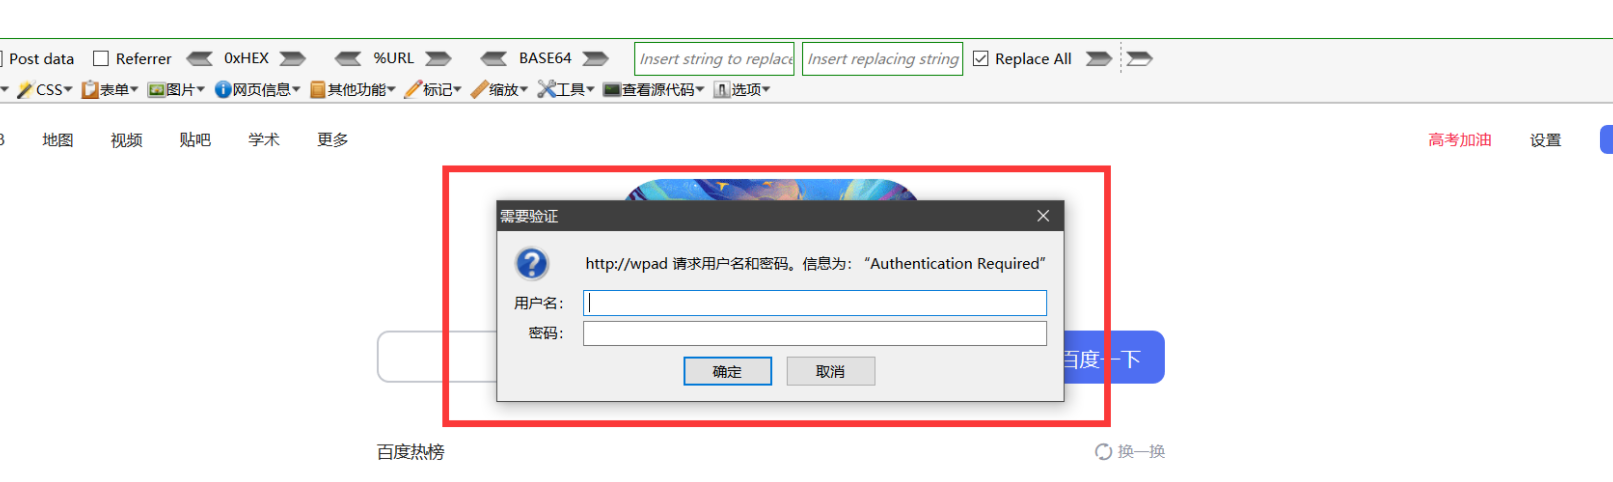 Post data Referrer 0xHEX %URL BASE64 Insert string to replace Insert replacing string Replace All
CSS 表单 图片 网页信息 其他功能 标记 缩放 工具 查看源代码 选项
地图 视频 贴吧 学术 更多 高考加油 设置
需要验证
http://wpad 请求用户名和密码。信息为：“Authentication Required”
用户名：
密码：
百度一下
确定 取消
百度热榜 换一换